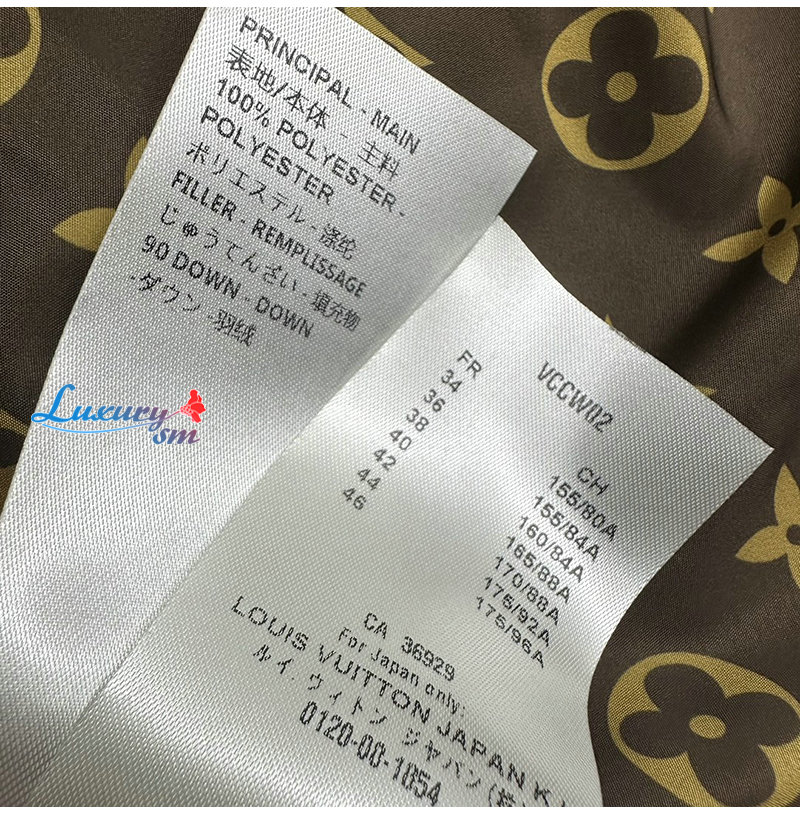 PRINCIPAL - MAIN
表地/本体 - 主料
100% POLYESTER -
POLYESTER
ポリエステル - 涤纶
FILLER - REMPLISSAGE
じゅうてんざい - 填充物
90 DOWN - DOWN
- ダウン - 羽绒
Luxury
sm
VCCW02
FR CH
34 155/80A
36 155/84A
38 160/84A
40 165/88A
42 170/88A
44 175/92A
46 175/96A
CA 36929
For Japan only:
LOUIS VUITTON JAPAN K.
ルイ. ヴィトン ジャパン (株
0120-00-1854